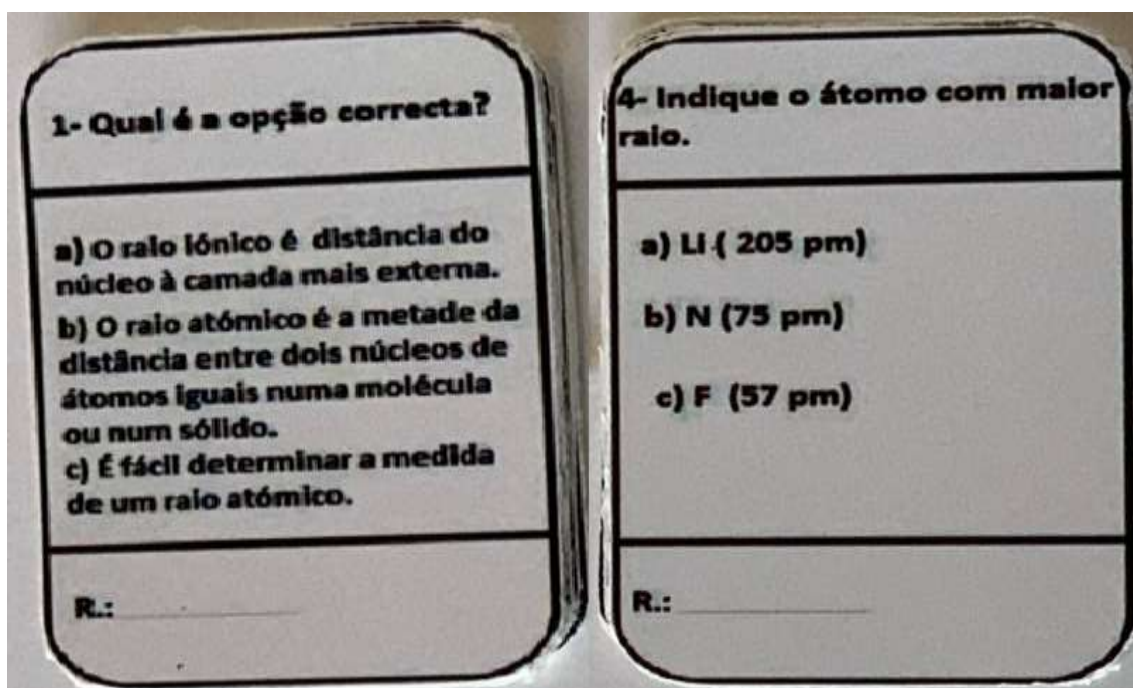 1- Qual é a opção correcta?
a) O raio iónico é distância do
núcleo à camada mais externa.
b) O raio atómico é a metade da
distância entre dois núcleos de
átomos iguais numa molécula
ou num sólido.
c) É fácil determinar a medida
de um raio atómico.
R.:
4- Indique o átomo com maior
raio.
a) Li ( 205 pm)
b) N (75 pm)
c) F (57 pm)
R.: